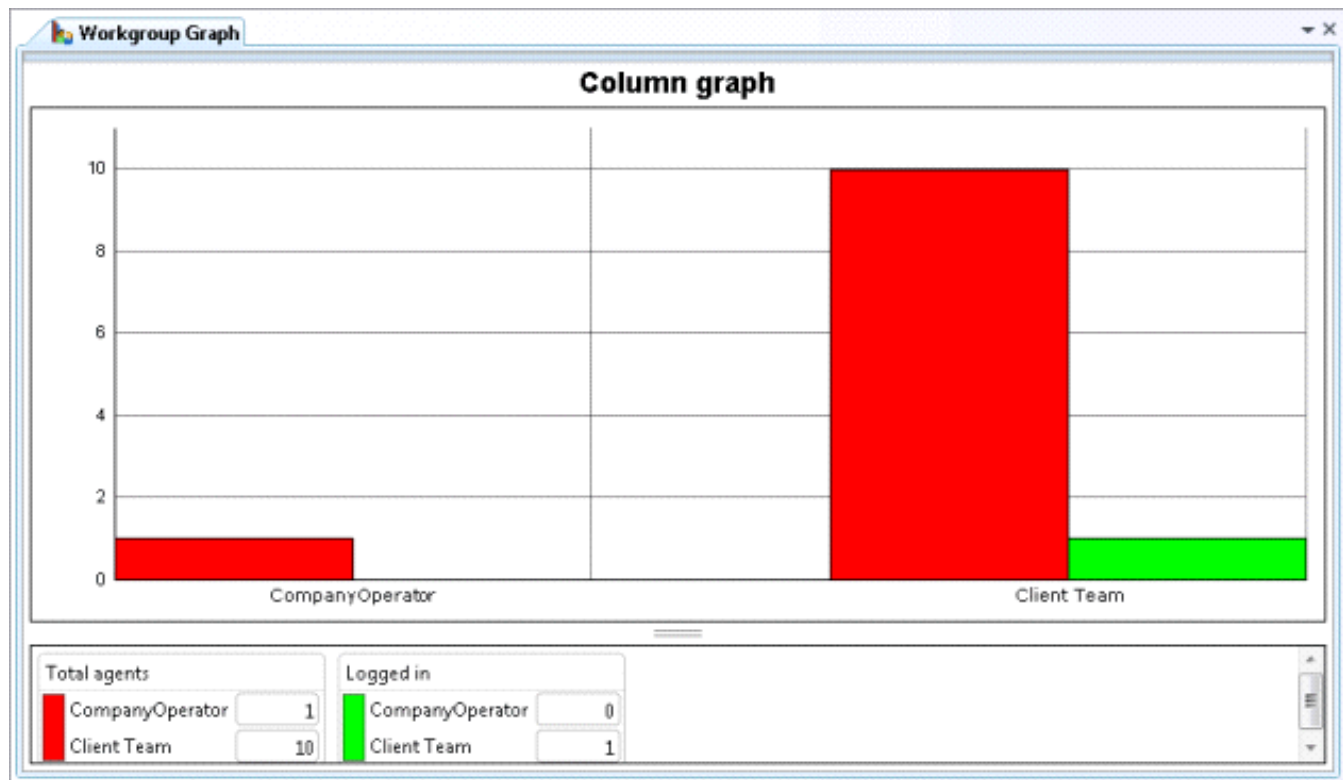 Workgroup Graph
Column graph
10
8
6
4
2
0
CompanyOperator
Client Team
Total agents
CompanyOperator 1
Client Team 10
Logged in
CompanyOperator 0
Client Team 1